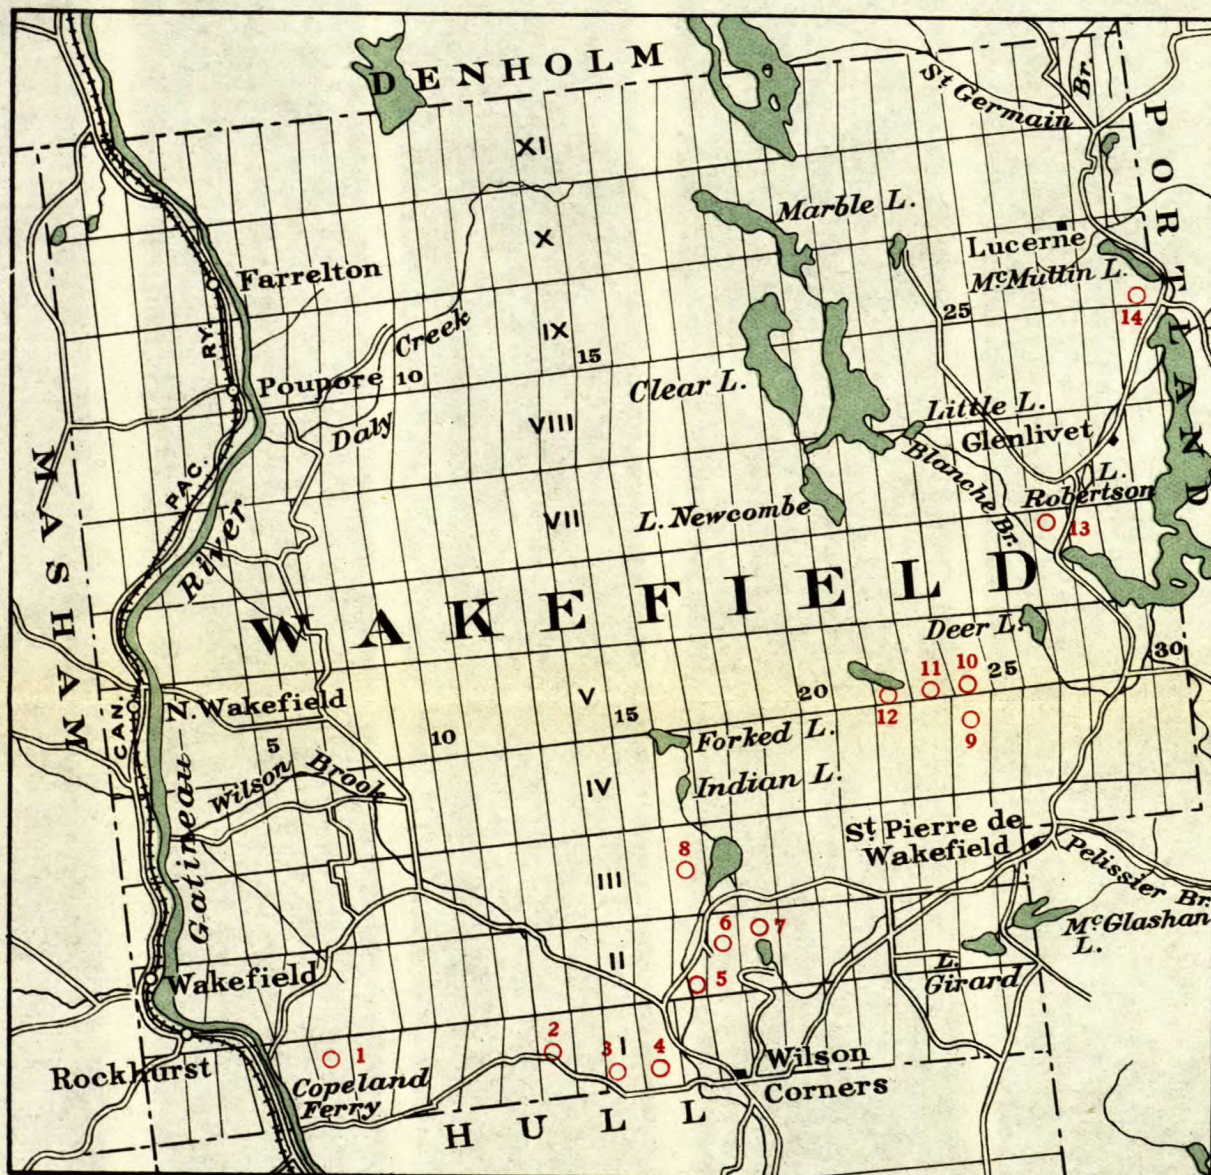 DENHOLM
St Germain
Br.
PORTLAND
XI
Marble L.
X
Lucerne
McMullin L.
Farrelton
25
14
RY.
Creek
IX
15
Poupore
10
Clear L.
Little L.
Glenlivet
Daly
VIII
Blanche Br.
L.
Robertson
MASHAM
PAC.
VII
L. Newcombe
13
River
WAKEFIELD
Deer L.
30
11
10
25
V
20
12
CAN.
N. Wakefield
15
9
5
10
Forked L.
Wilson Brook
IV
Indian L.
St Pierre de
Wakefield
8
Gatineau
III
Pelissier Br.
6
7
McGlashan
L.
II
L.
Girard
Wakefield
5
2
I
3
4
1
Wilson
Corners
Rockhurst
Copeland
Ferry
HULL